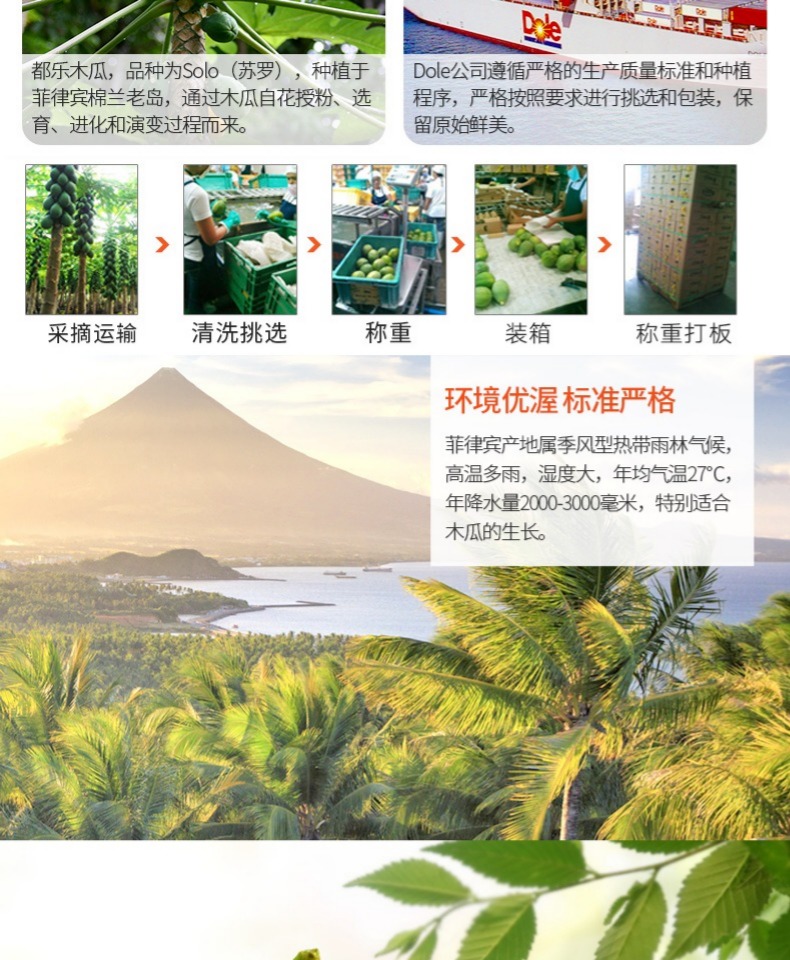 Dole
都乐木瓜，品种为Solo（苏罗），种植于
菲律宾棉兰老岛，通过木瓜自花授粉、选
育、进化和演变过程而来。
Dole公司遵循严格的生产质量标准和种植
程序，严格按照要求进行挑选和包装，保
留原始鲜美。
采摘运输
清洗挑选
称重
装箱
称重打板
环境优渥 标准严格
菲律宾产地属季风型热带雨林气候，
高温多雨，湿度大，年均气温27°C，
年降水量2000-3000毫米，特别适合
木瓜的生长。